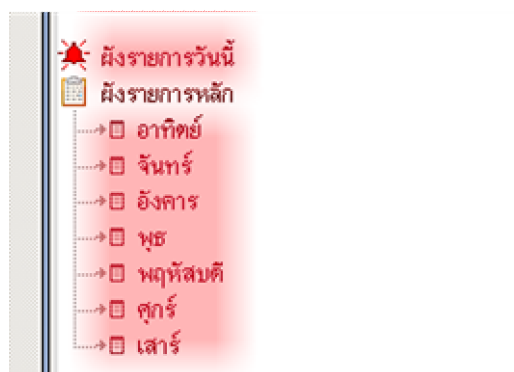 ผังรายการวันนี้
ผังรายการหลัก
อาทิตย์
จันทร์
อังคาร
พุธ
พฤหัสบดี
ศุกร์
เสาร์